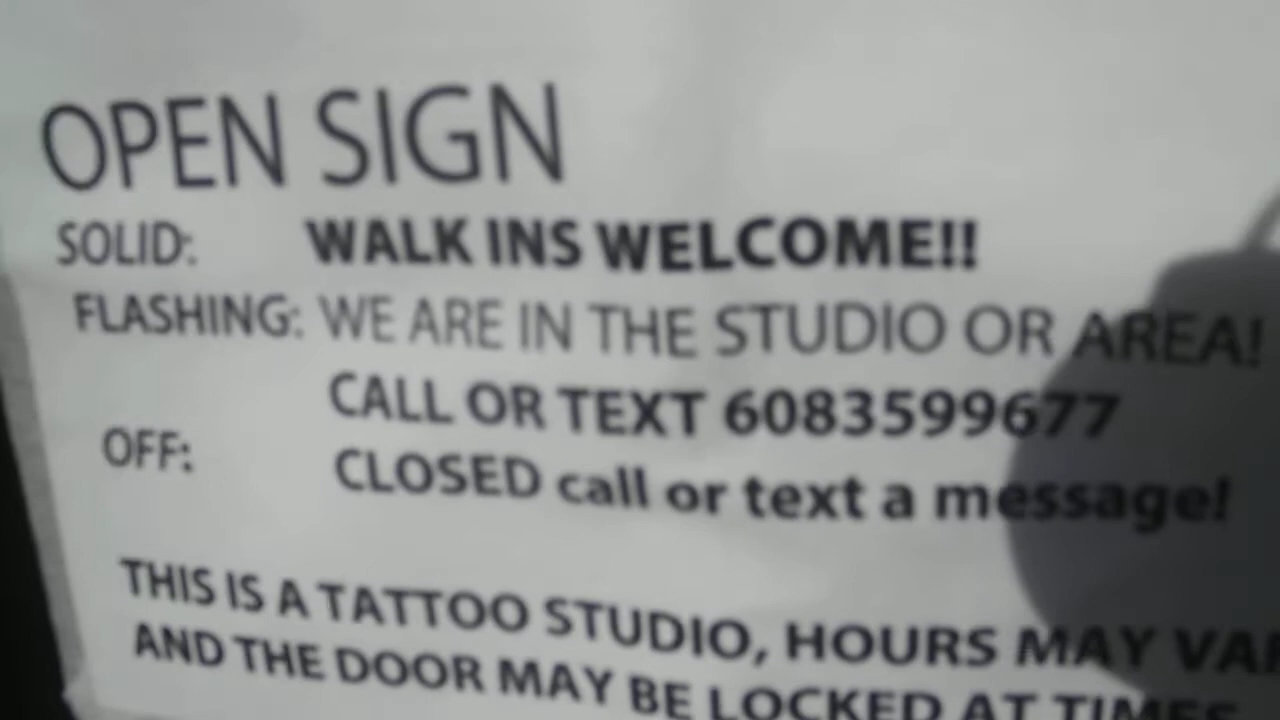 OPEN SIGN
SOLID: WALK INS WELCOME!!
FLASHING: WE ARE IN THE STUDIO OR AREA!
CALL OR TEXT 6083599677
OFF: CLOSED call or text a message!
THIS IS A TATTOO STUDIO, HOURS MAY
AND THE DOOR MAY BE LOCKED AT TIMES